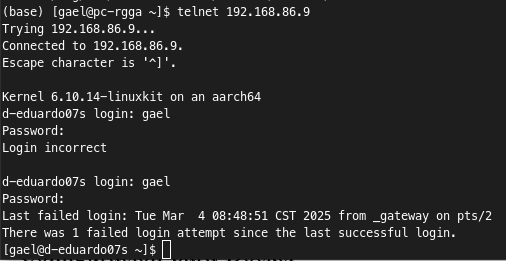 (base) [gael@pc-rgga ~]$ telnet 192.168.86.9
Trying 192.168.86.9...
Connected to 192.168.86.9.
Escape character is '^]'.
Kernel 6.10.14-linuxkit on an aarch64
d-eduardo07s login: gael
Password:
Login incorrect
d-eduardo07s login: gael
Password:
Last failed login: Tue Mar  4 08:48:51 CST 2025 from _gateway on pts/2
There was 1 failed login attempt since the last successful login.
[gael@d-eduardo07s ~]$